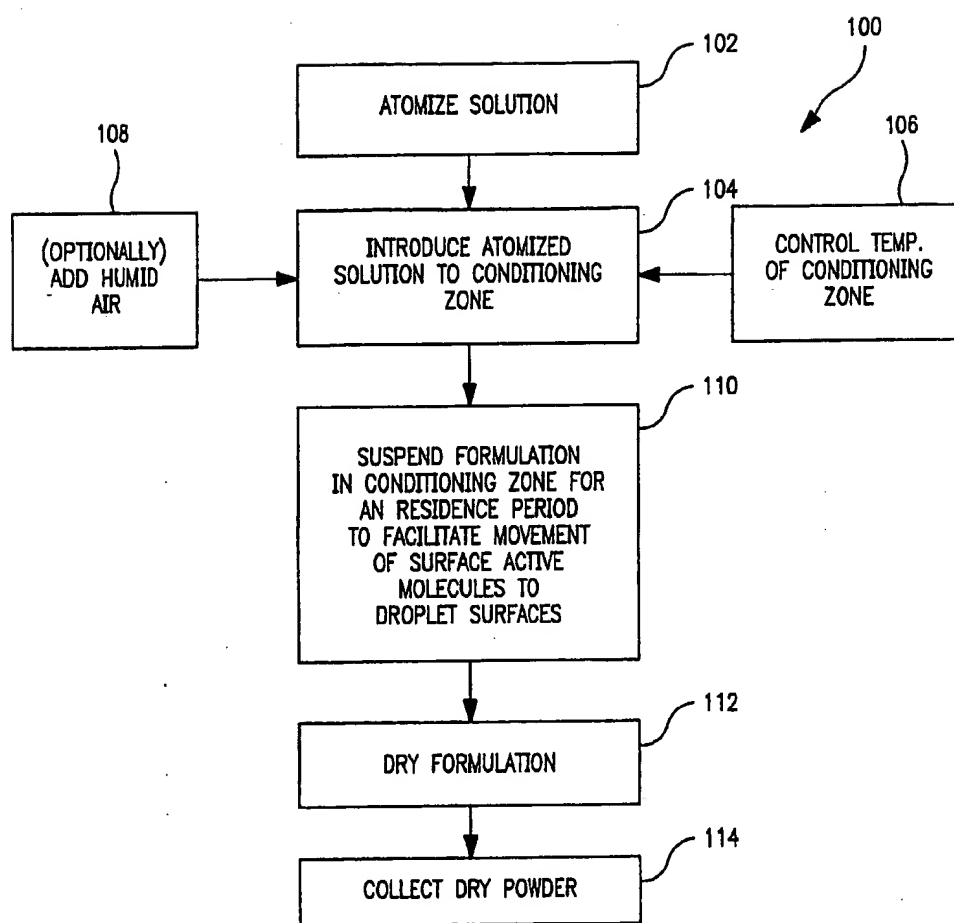 102
100
ATOMIZE SOLUTION
108
104
106
(OPTIONALLY)
ADD HUMID
AIR
INTRODUCE ATOMIZED
SOLUTION TO CONDITIONING
ZONE
CONTROL TEMP.
OF CONDITIONING
ZONE
110
SUSPEND FORMULATION
IN CONDITIONING ZONE FOR
AN RESIDENCE PERIOD
TO FACILITATE MOVEMENT
OF SURFACE ACTIVE
MOLECULES TO
DROPLET SURFACES
112
DRY FORMULATION
114
COLLECT DRY POWDER